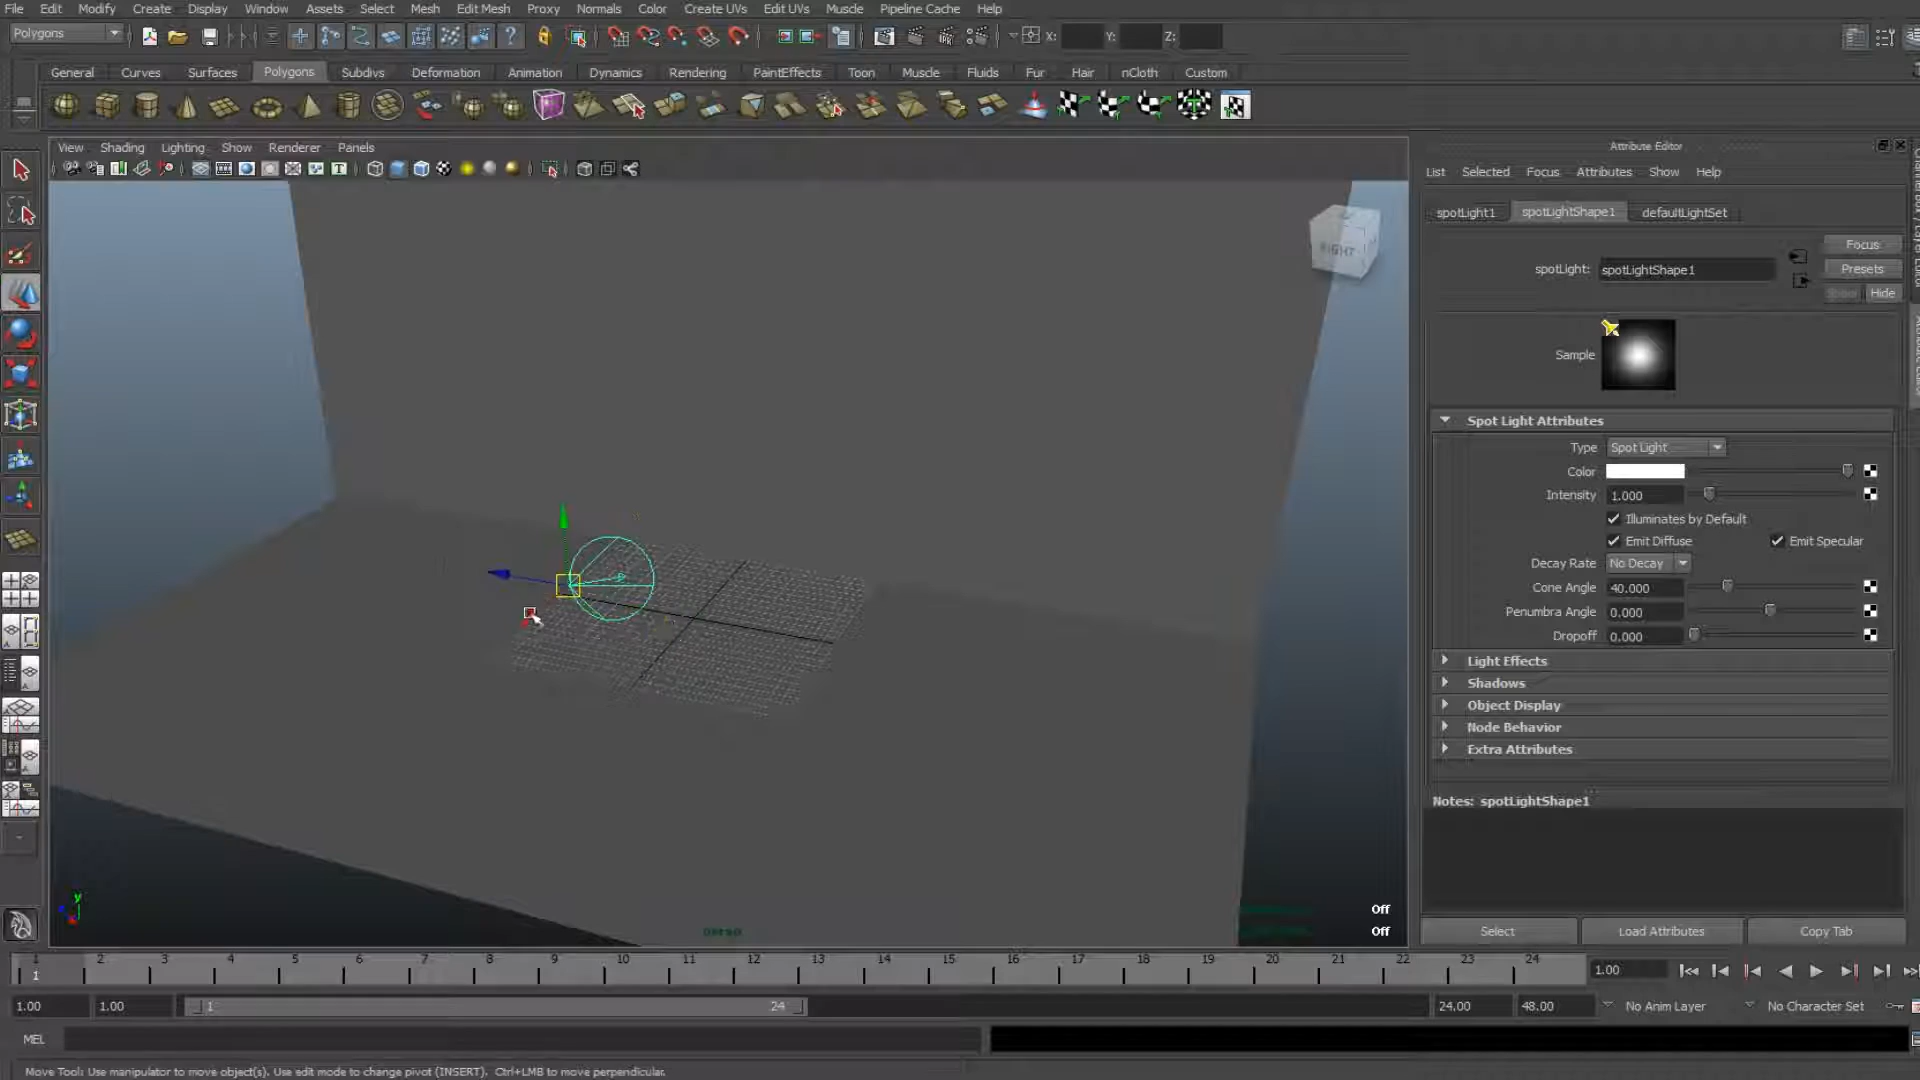 File Edit Modify Create Display Window Assets Select Mesh Edit Mesh Proxy Normals Color Create UVs Edit UVs Muscle Pipeline Cache Help
Polygons X: Y: Z:
General Curves Surfaces Polygons Subdivs Deformation Animation Dynamics Rendering PaintEffects Toon Muscle Fluids Fur Hair nCloth Custom
View Shading Lighting Show Renderer Panels
RIGHT
persp
y
Off
Off
Attribute Editor
List Selected Focus Attributes Show Help
spotLight1 spotLightShape1 defaultLightSet
Focus
spotLight: spotLightShape1 Presets
Show Hide
Sample
Spot Light Attributes
Type Spot Light
Color
Intensity 1.000
Illuminates by Default
Emit Diffuse Emit Specular
Decay Rate No Decay
Cone Angle 40.000
Penumbra Angle 0.000
Dropoff 0.000
Light Effects
Shadows
Object Display
Node Behavior
Extra Attributes
Notes: spotLightShape1
Select Load Attributes Copy Tab
1 2 3 4 5 6 7 8 9 10 11 12 13 14 15 16 17 18 19 20 21 22 23 24
1 1.00
1.00 1.00 1 24 24.00 48.00 No Anim Layer No Character Set
MEL
Move Tool: Use manipulator to move object(s). Use edit mode to change pivot (INSERT). Ctrl+LMB to move perpendicular.